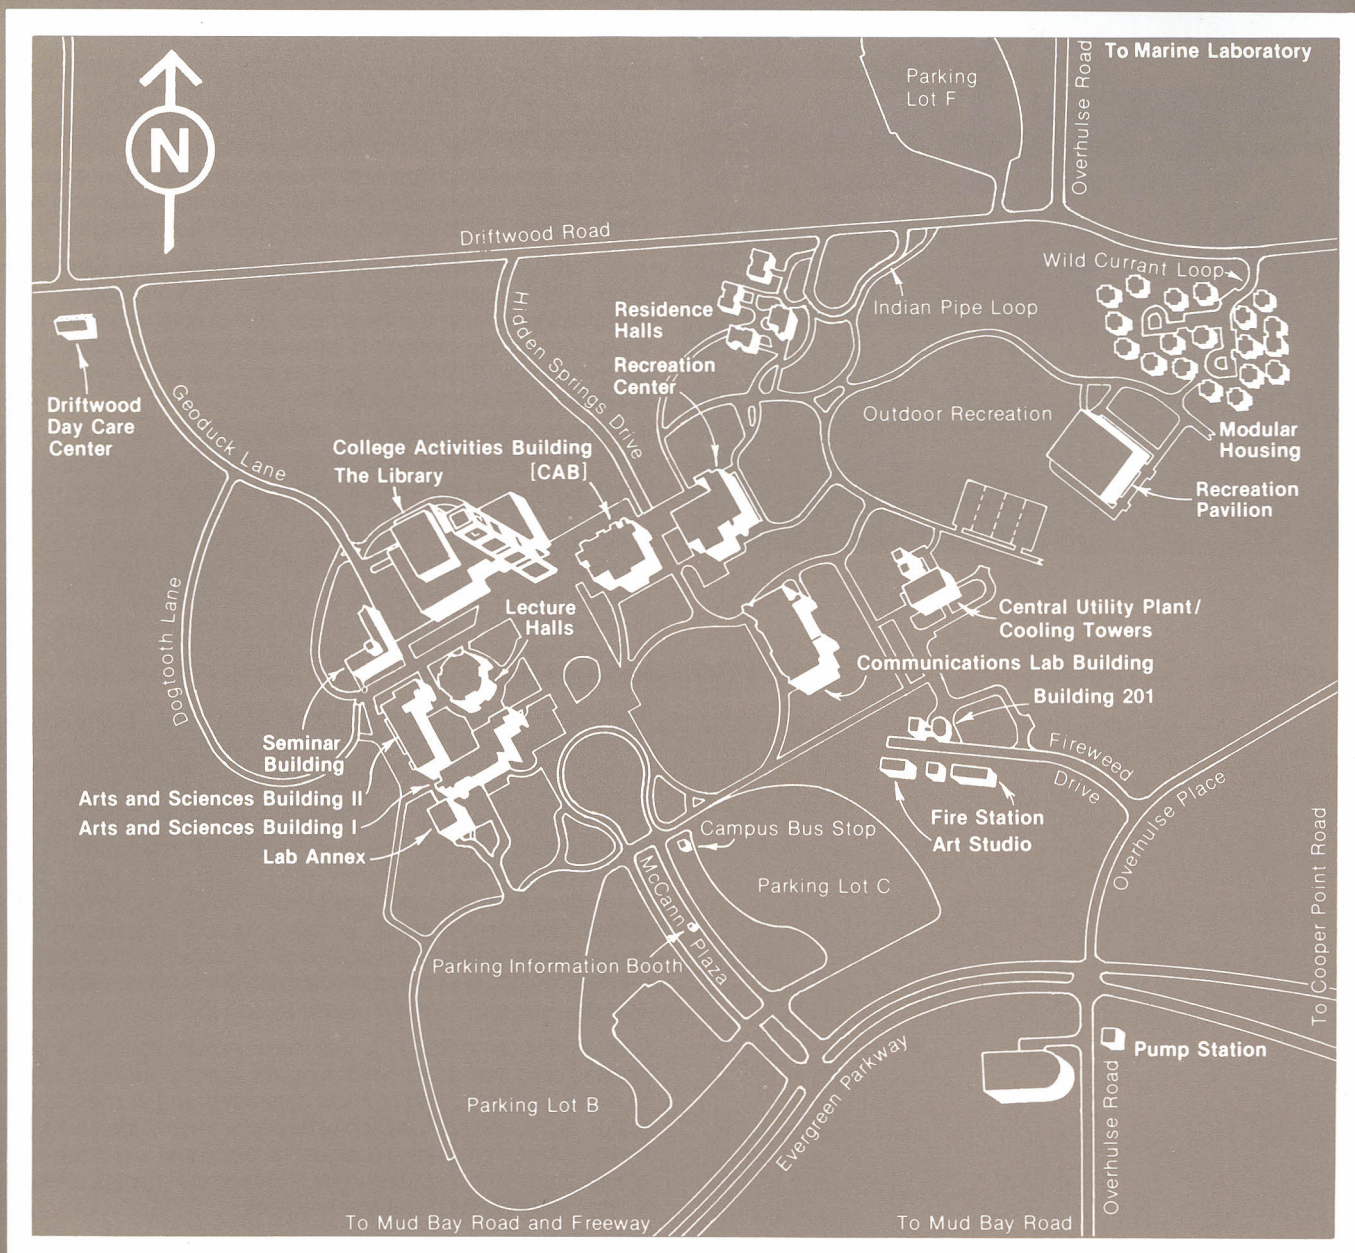 To Marine Laboratory
Parking
Lot F
Overhulse Road
N
Driftwood Road
Wild Currant Loop
Indian Pipe Loop
Residence
Halls
Hidden Springs Drive
Recreation
Center
Driftwood
Day Care
Center
Geoduck Lane
Outdoor Recreation
Modular
Housing
College Activities Building
[CAB]
The Library
Recreation
Pavilion
Dogtooth Lane
Lecture
Halls
Central Utility Plant/
Cooling Towers
Communications Lab Building
Building 201
Seminar
Building
Fireweed
Drive
Overhulse Place
Arts and Sciences Building II
Arts and Sciences Building I
Lab Annex
Fire Station
Art Studio
Campus Bus Stop
Parking Lot C
McCann
Plaza
To Cooper Point Road
Parking Information Booth
Pump Station
Evergreen Parkway
Parking Lot B
Overhulse Road
To Mud Bay Road and Freeway
To Mud Bay Road